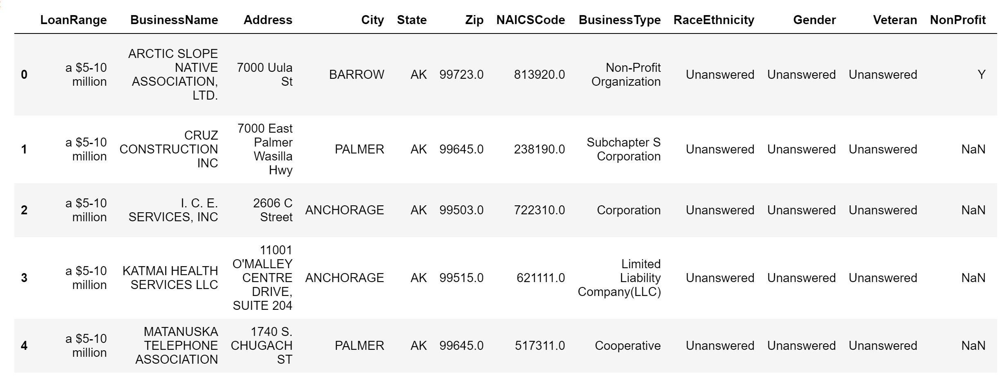 LoanRange BusinessName Address City State Zip NAICSCode BusinessType RaceEthnicity Gender Veteran NonProfit
0 a $5-10 million ARCTIC SLOPE NATIVE ASSOCIATION, LTD. 7000 Uula St BARROW AK 99723.0 813920.0 Non-Profit Organization Unanswered Unanswered Unanswered Y
1 a $5-10 million CRUZ CONSTRUCTION INC 7000 East Palmer Wasilla Hwy PALMER AK 99645.0 238190.0 Subchapter S Corporation Unanswered Unanswered Unanswered NaN
2 a $5-10 million I. C. E. SERVICES, INC 2606 C Street ANCHORAGE AK 99503.0 722310.0 Corporation Unanswered Unanswered Unanswered NaN
3 a $5-10 million KATMAI HEALTH SERVICES LLC 11001 O'MALLEY CENTRE DRIVE, SUITE 204 ANCHORAGE AK 99515.0 621111.0 Limited Liability Company(LLC) Unanswered Unanswered Unanswered NaN
4 a $5-10 million MATANUSKA TELEPHONE ASSOCIATION 1740 S. CHUGACH ST PALMER AK 99645.0 517311.0 Cooperative Unanswered Unanswered Unanswered NaN